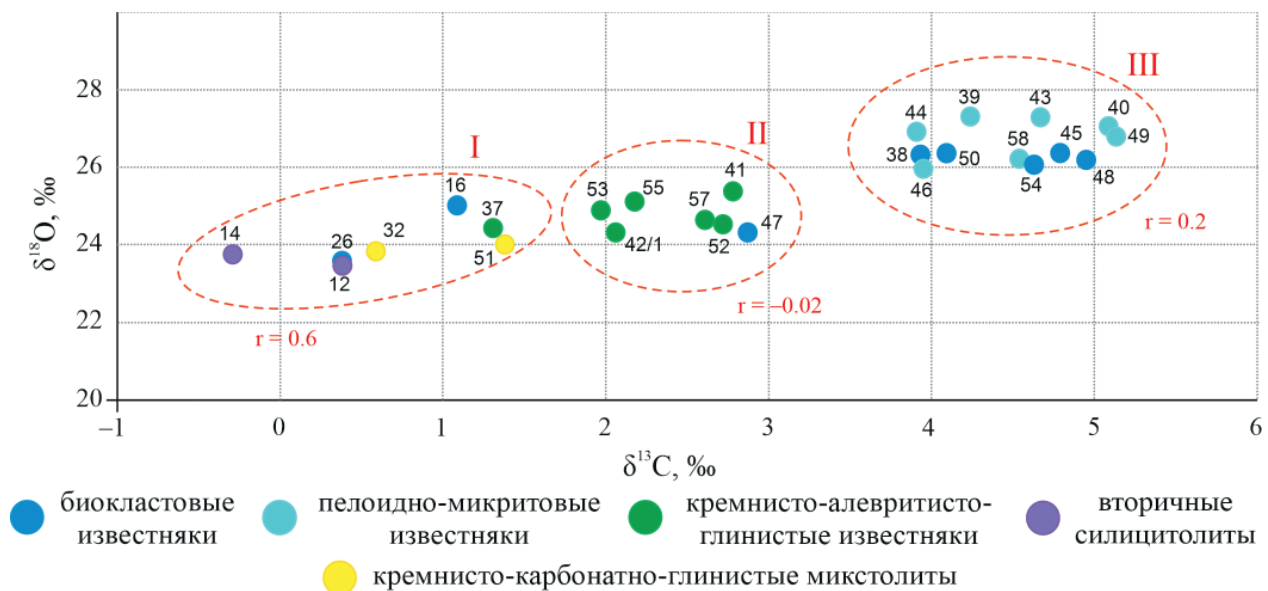 28
26
24
22
20
δ¹⁸O, ‰
–1
0
1
2
3
4
5
6
δ¹³C, ‰
I
14
26
12
32
16
37
51
r = 0.6
II
53
55
42/1
57
41
52
47
r = –0.02
III
44
39
43
40
49
38
50
46
58
54
45
48
r = 0.2
биокластовые
известняки
пелоидно-микритовые
известняки
кремнисто-алевритисто-
глинистые известняки
вторичные
силицитолиты
кремнисто-карбонатно-глинистые микстолиты